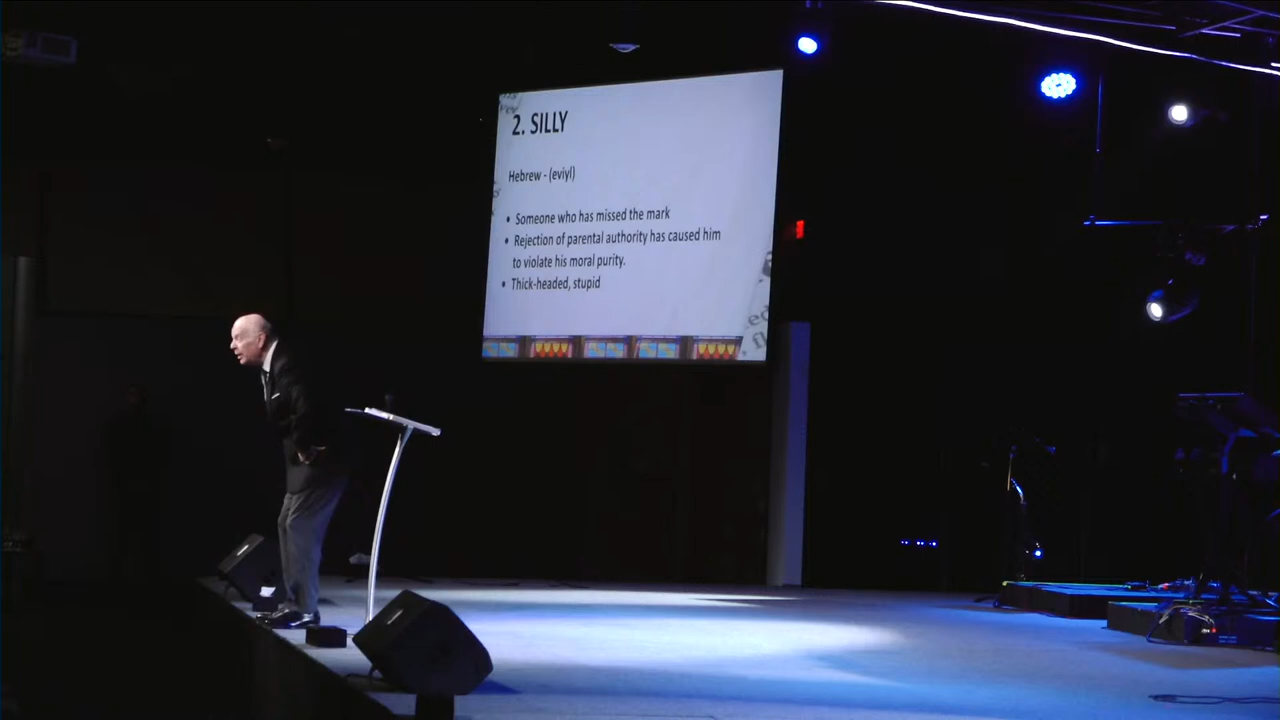 2. SILLY
Hebrew - (eviyl)
• Someone who has missed the mark
• Rejection of parental authority has caused him
to violate his moral purity.
• Thick-headed, stupid